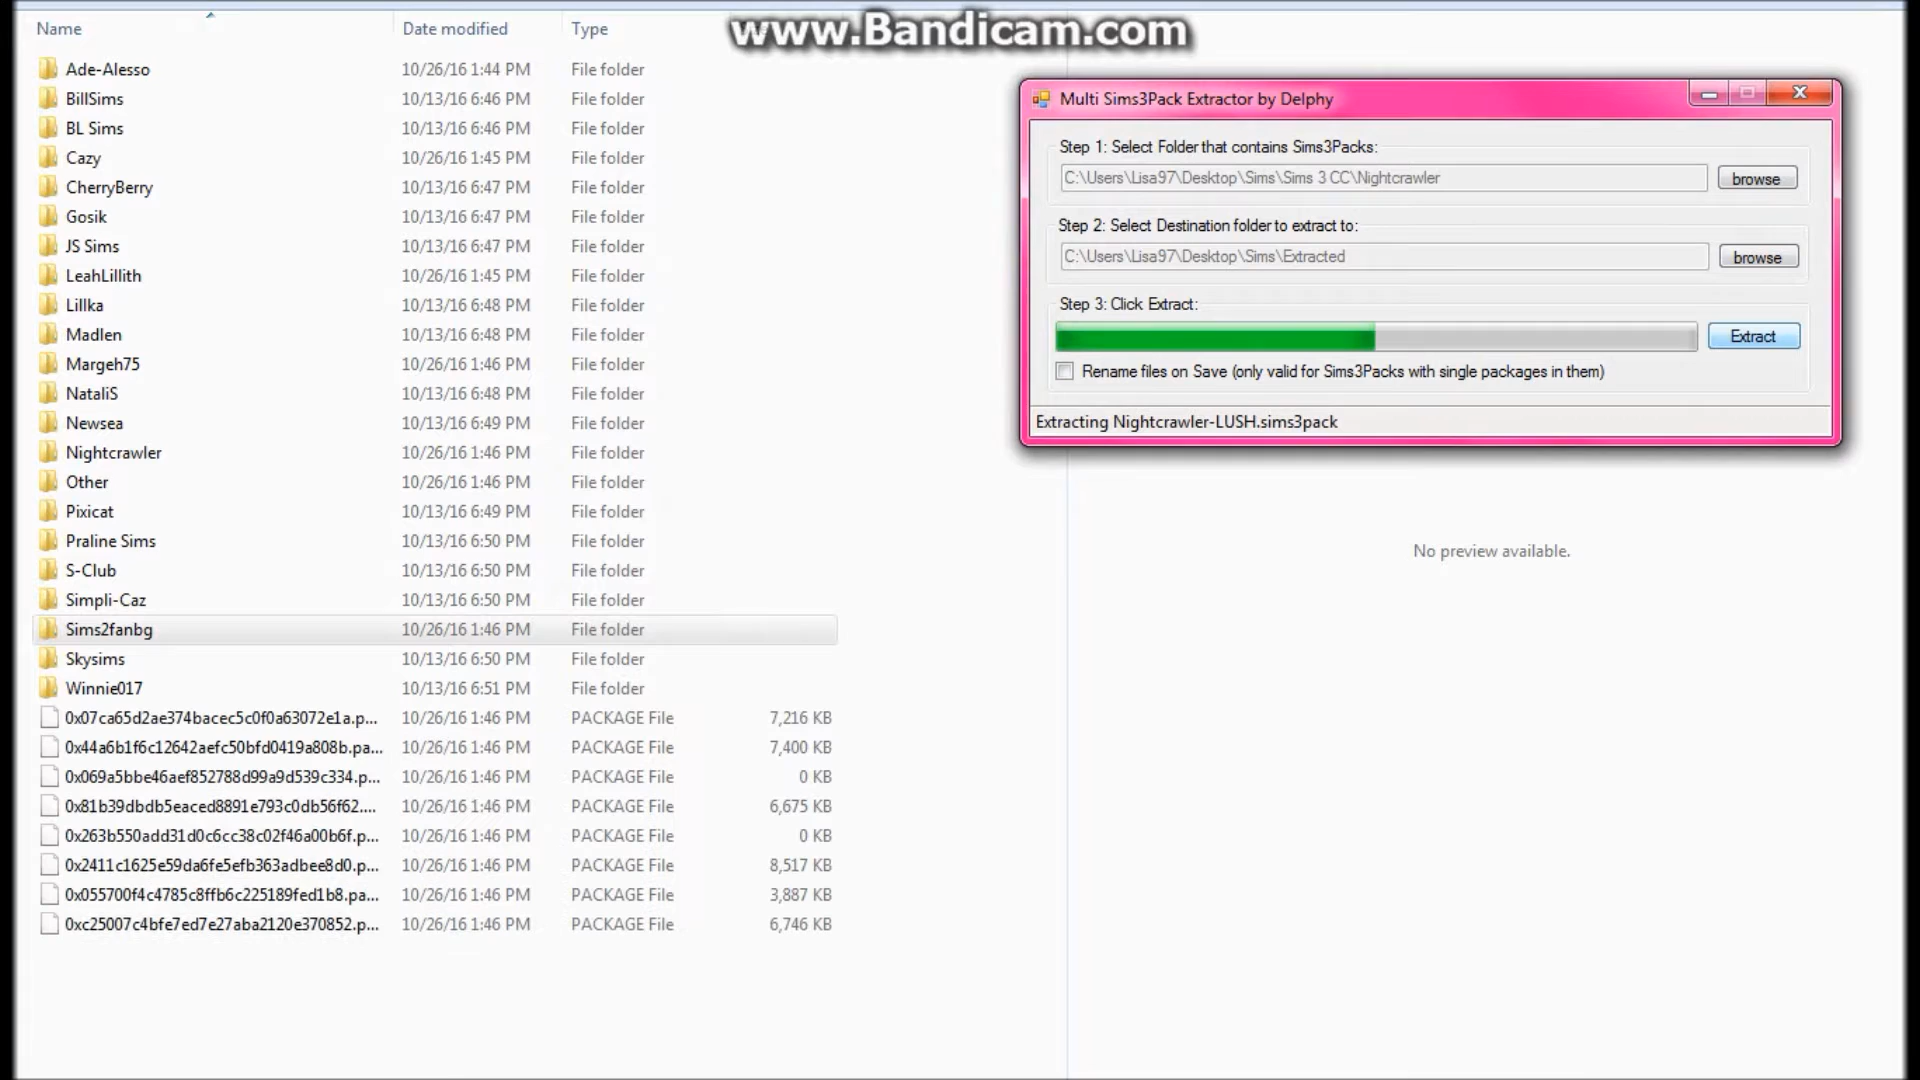 www.Bandicam.com
Name Date modified Type
Ade-Alesso 10/26/16 1:44 PM File folder
BillSims 10/13/16 6:46 PM File folder
BL Sims 10/13/16 6:46 PM File folder
Cazy 10/26/16 1:45 PM File folder
CherryBerry 10/13/16 6:47 PM File folder
Gosik 10/13/16 6:47 PM File folder
JS Sims 10/13/16 6:47 PM File folder
LeahLillith 10/26/16 1:45 PM File folder
Lillka 10/13/16 6:48 PM File folder
Madlen 10/13/16 6:48 PM File folder
Margeh75 10/26/16 1:46 PM File folder
NataliS 10/13/16 6:48 PM File folder
Newsea 10/13/16 6:49 PM File folder
Nightcrawler 10/26/16 1:46 PM File folder
Other 10/26/16 1:46 PM File folder
Pixicat 10/13/16 6:49 PM File folder
Praline Sims 10/13/16 6:50 PM File folder
S-Club 10/13/16 6:50 PM File folder
Simpli-Caz 10/13/16 6:50 PM File folder
Sims2fanbg 10/26/16 1:46 PM File folder
Skysims 10/13/16 6:50 PM File folder
Winnie017 10/13/16 6:51 PM File folder
0x07ca65d2ae374bacec5c0f0a63072e1a.p... 10/26/16 1:46 PM PACKAGE File 7,216 KB
0x44a6b1f6c12642aefc50bfd0419a808b.pa... 10/26/16 1:46 PM PACKAGE File 7,400 KB
0x069a5bbe46aef852788d99a9d539c334.p... 10/26/16 1:46 PM PACKAGE File 0 KB
0x81b39dbdb5eaced8891e793c0db56f62.... 10/26/16 1:46 PM PACKAGE File 6,675 KB
0x263b550add31d0c6cc38c02f46a00b6f.p... 10/26/16 1:46 PM PACKAGE File 0 KB
0x2411c1625e59da6fe5efb363adbee8d0.p... 10/26/16 1:46 PM PACKAGE File 8,517 KB
0x055700f4c4785c8ffb6c225189fed1b8.pa... 10/26/16 1:46 PM PACKAGE File 3,887 KB
0xc25007c4bfe7ed7e27aba2120e370852.p... 10/26/16 1:46 PM PACKAGE File 6,746 KB
Multi Sims3Pack Extractor by Delphy
Step 1: Select Folder that contains Sims3Packs:
C:\Users\Lisa97\Desktop\Sims\Sims 3 CC\Nightcrawler browse
Step 2: Select Destination folder to extract to:
C:\Users\Lisa97\Desktop\Sims\Extracted browse
Step 3: Click Extract:
Extract
Rename files on Save (only valid for Sims3Packs with single packages in them)
Extracting Nightcrawler-LUSH.sims3pack
No preview available.